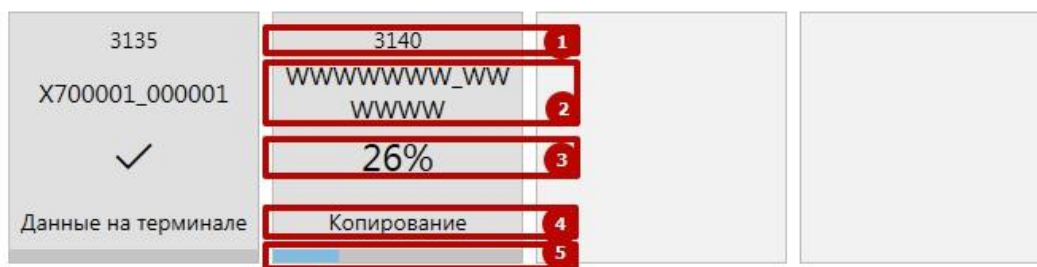 3135
X700001_000001
Данные на терминале
3140
1
WWWWWWW_WW
WWWW
2
26%
3
Копирование
4
5